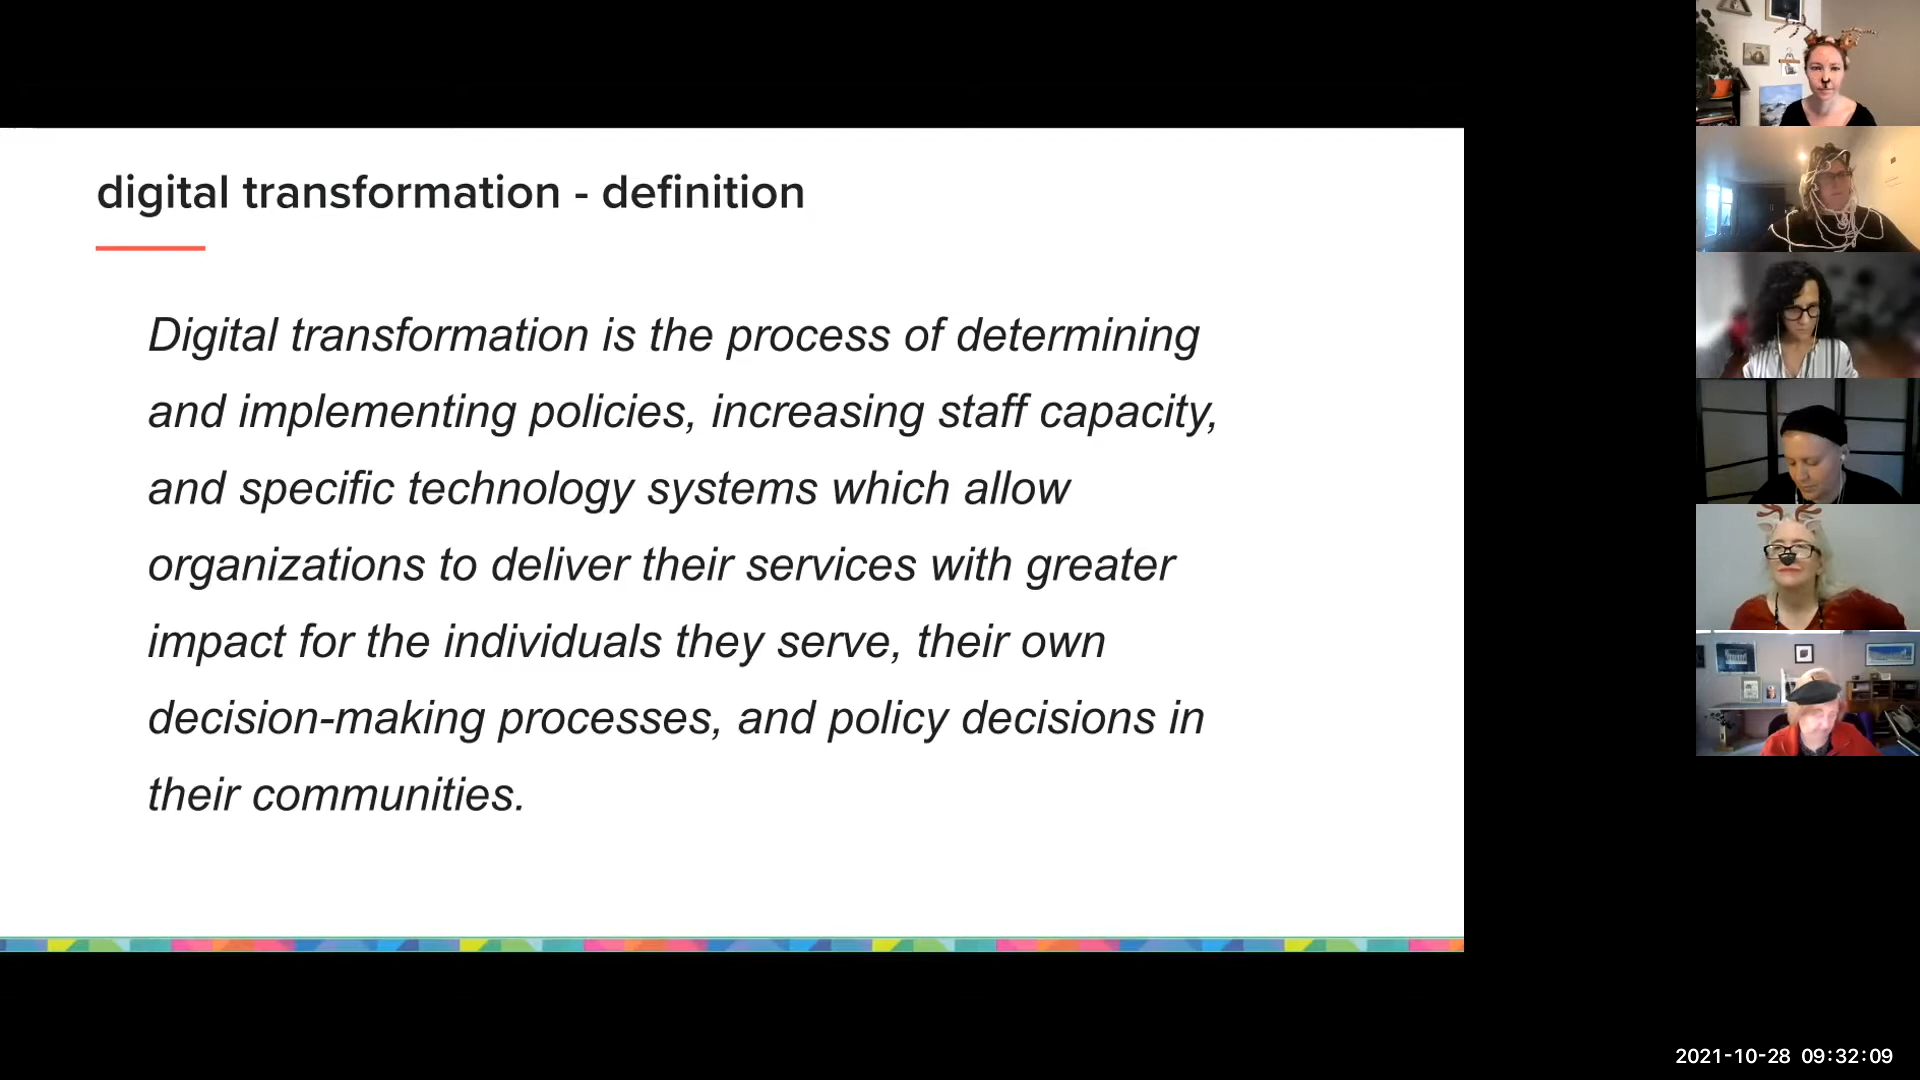 digital transformation - definition
Digital transformation is the process of determining
and implementing policies, increasing staff capacity,
and specific technology systems which allow
organizations to deliver their services with greater
impact for the individuals they serve, their own
decision-making processes, and policy decisions in
their communities.
2021-10-28 09:32:09